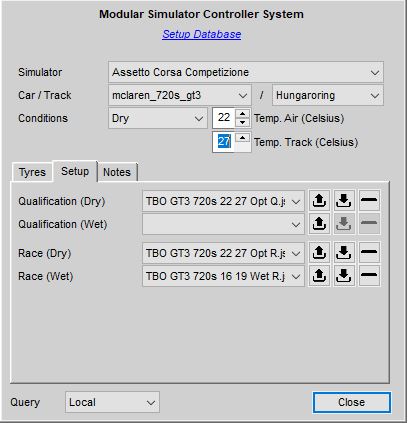 Modular Simulator Controller System
Setup Database
Simulator Assetto Corsa Competizione
Car / Track mclaren_720s_gt3 / Hungaroring
Conditions Dry 22 Temp. Air (Celsius)
27 Temp. Track (Celsius)
Tyres Setup Notes
Qualification (Dry) TBO GT3 720s 22 27 Opt Q.js
Qualification (Wet)
Race (Dry) TBO GT3 720s 22 27 Opt R.js
Race (Wet) TBO GT3 720s 16 19 Wet R.js
Query Local Close